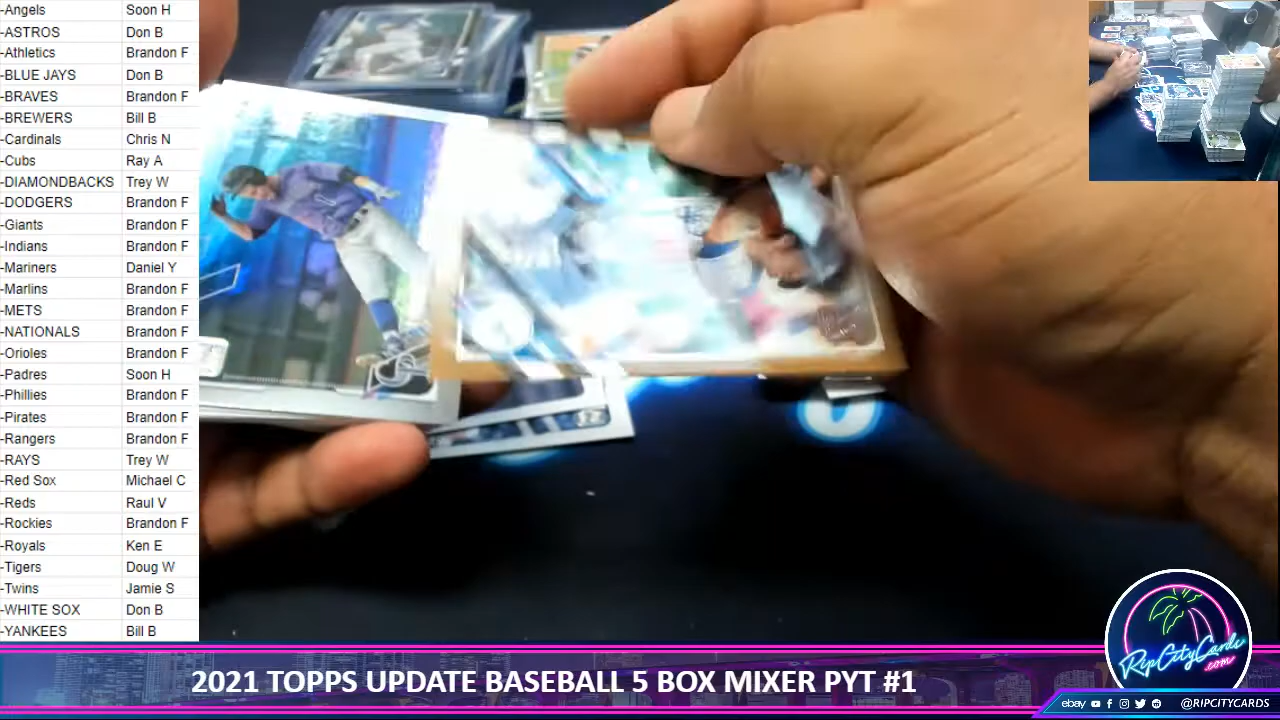 -Angels Soon H
-ASTROS Don B
-Athletics Brandon F
-BLUE JAYS Don B
-BRAVES Brandon F
-BREWERS Bill B
-Cardinals Chris N
-Cubs Ray A
-DIAMONDBACKS Trey W
-DODGERS Brandon F
-Giants Brandon F
-Indians Brandon F
-Mariners Daniel Y
-Marlins Brandon F
-METS Brandon F
-NATIONALS Brandon F
-Orioles Brandon F
-Padres Soon H
-Phillies Brandon F
-Pirates Brandon F
-Rangers Brandon F
-RAYS Trey W
-Red Sox Michael C
-Reds Raul V
-Rockies Brandon F
-Royals Ken E
-Tigers Doug W
-Twins Jamie S
-WHITE SOX Don B
-YANKEES Bill B
2021 TOPPS UPDATE BASEBALL 5 BOX MIXER PYT #1
RipCityCards
.com
ebay @RIPCITYCARDS